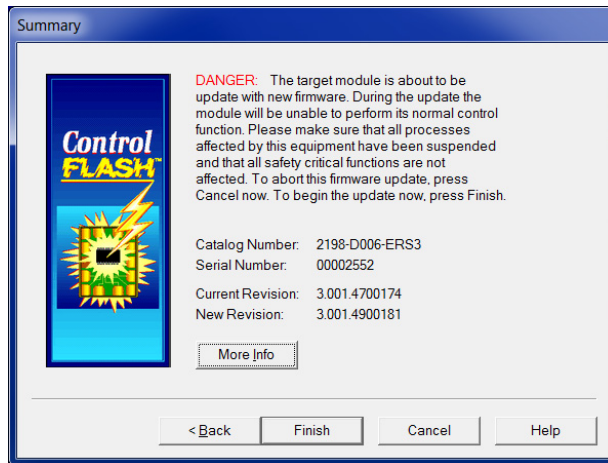 Summary
Control
FLASH™
DANGER: The target module is about to be
update with new firmware. During the update the
module will be unable to perform its normal control
function. Please make sure that all processes
affected by this equipment have been suspended
and that all safety critical functions are not
affected. To abort this firmware update, press
Cancel now. To begin the update now, press Finish.
Catalog Number: 2198-D006-ERS3
Serial Number: 00002552
Current Revision: 3.001.4700174
New Revision: 3.001.4900181
More Info
< Back Finish Cancel Help